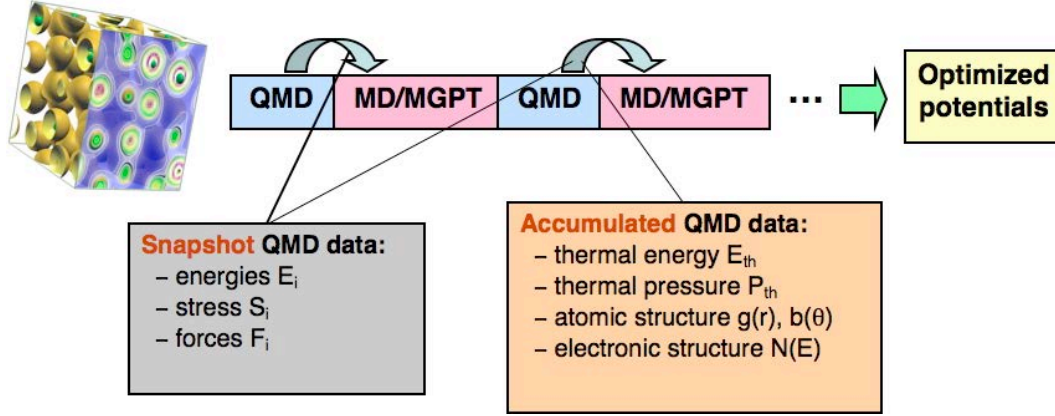 QMD MD/MGPT QMD MD/MGPT ...
Optimized
potentials
Snapshot QMD data:
– energies Eᵢ
– stress Sᵢ
– forces Fᵢ
Accumulated QMD data:
– thermal energy Eₜₕ
– thermal pressure Pₜₕ
– atomic structure g(r), b(θ)
– electronic structure N(E)